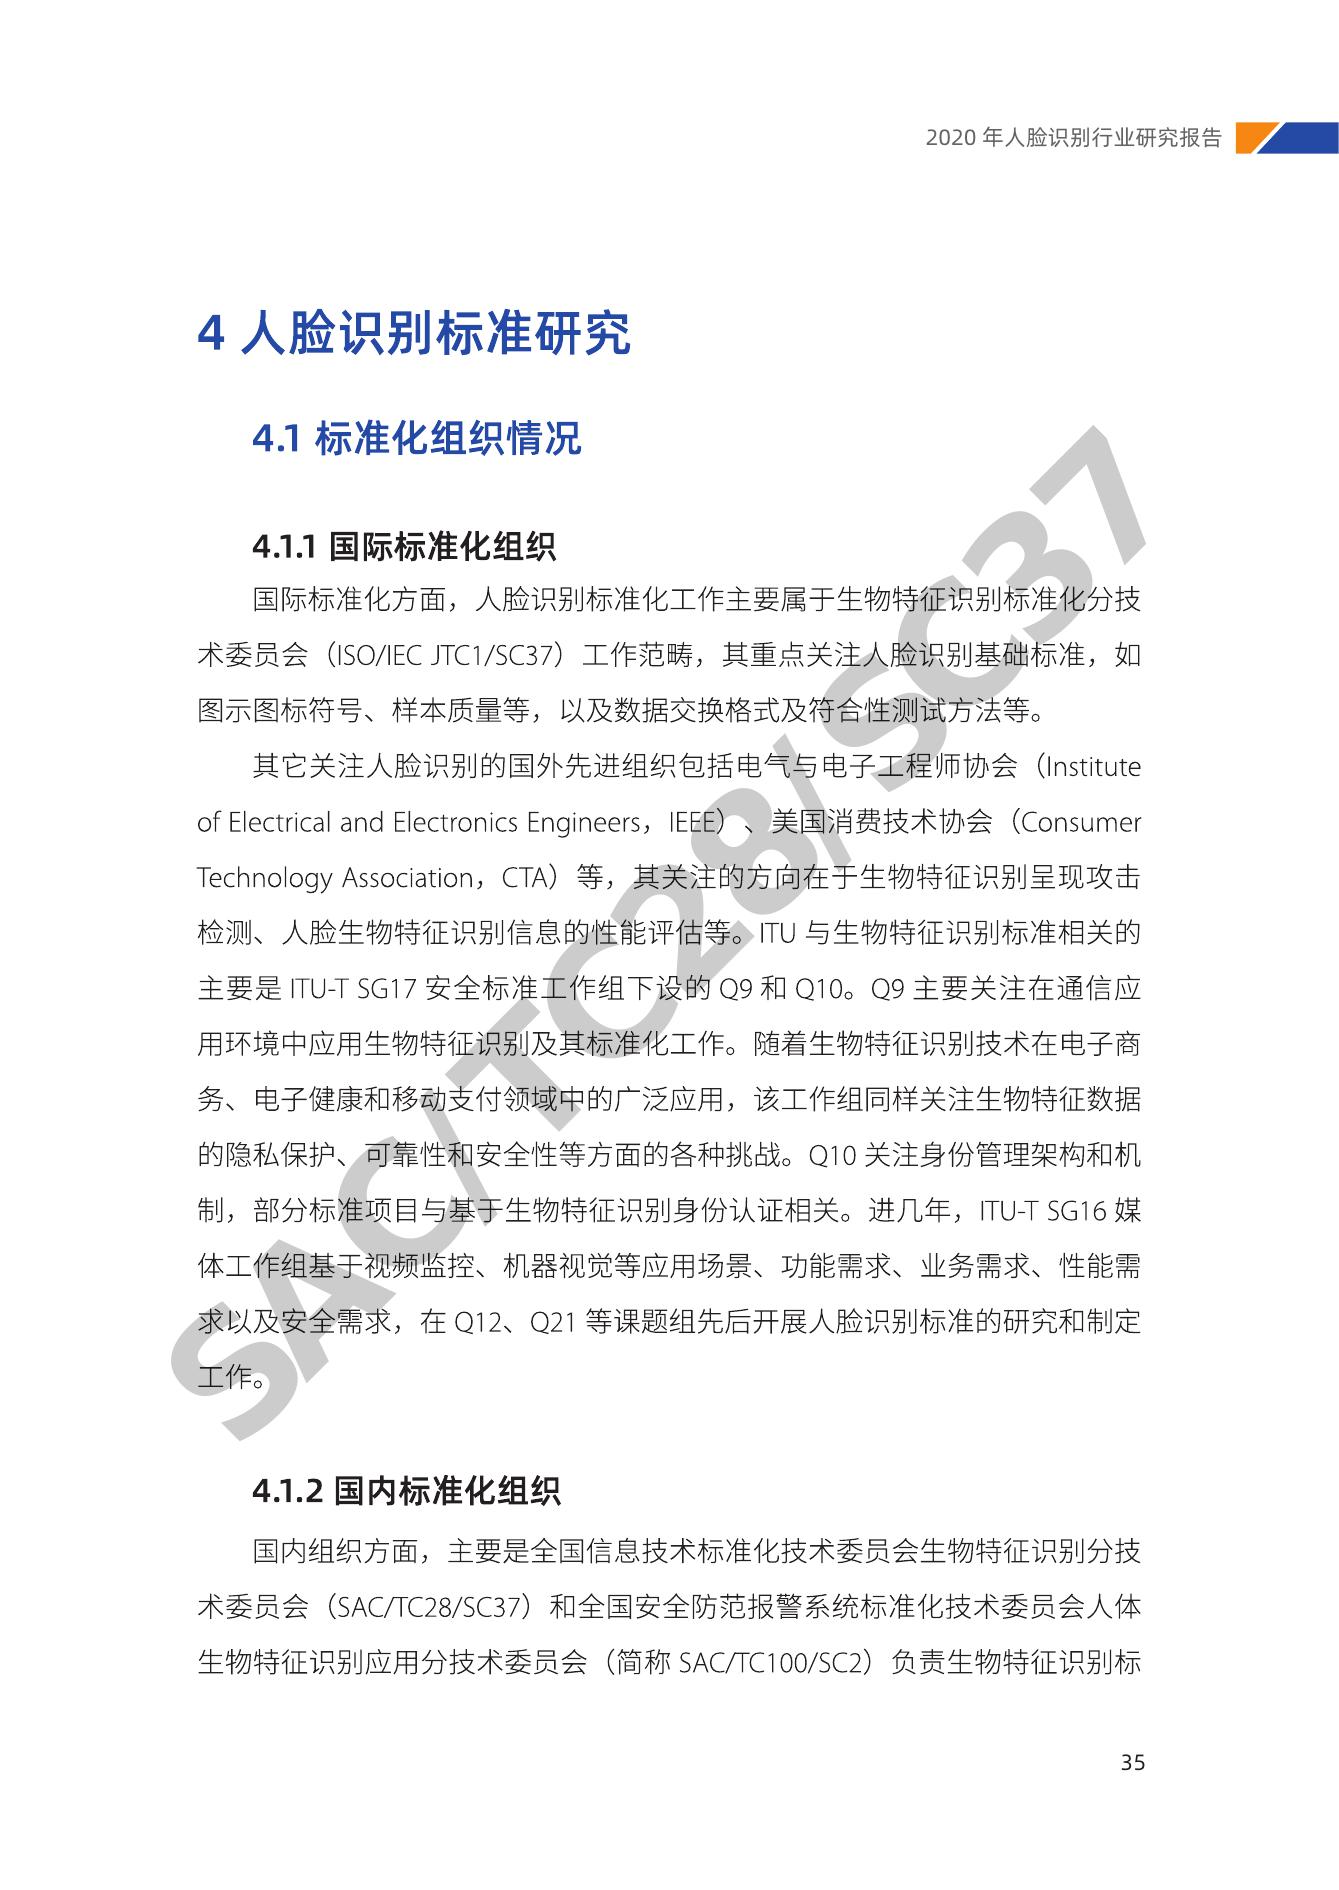 2020 年人脸识别行业研究报告
4 人脸识别标准研究
4.1 标准化组织情况
4.1.1 国际标准化组织
国际标准化方面，人脸识别标准化工作主要属于生物特征识别标准化分技
术委员会（ISO/IEC JTC1/SC37）工作范畴，其重点关注人脸识别基础标准，如
图示图标符号、样本质量等，以及数据交换格式及符合性测试方法等。
其它关注人脸识别的国外先进组织包括电气与电子工程师协会（Institute
of Electrical and Electronics Engineers，IEEE）、美国消费技术协会（Consumer
Technology Association，CTA）等，其关注的方向在于生物特征识别呈现攻击
检测、人脸生物特征识别信息的性能评估等。ITU 与生物特征识别标准相关的
主要是 ITU-T SG17 安全标准工作组下设的 Q9 和 Q10。Q9 主要关注在通信应
用环境中应用生物特征识别及其标准化工作。随着生物特征识别技术在电子商
务、电子健康和移动支付领域中的广泛应用，该工作组同样关注生物特征数据
的隐私保护、可靠性和安全性等方面的各种挑战。Q10 关注身份管理架构和机
制，部分标准项目与基于生物特征识别身份认证相关。进几年，ITU-T SG16 媒
体工作组基于视频监控、机器视觉等应用场景、功能需求、业务需求、性能需
求以及安全需求，在 Q12、Q21 等课题组先后开展人脸识别标准的研究和制定
工作。
4.1.2 国内标准化组织
国内组织方面，主要是全国信息技术标准化技术委员会生物特征识别分技
术委员会（SAC/TC28/SC37）和全国安全防范报警系统标准化技术委员会人体
生物特征识别应用分技术委员会（简称 SAC/TC100/SC2）负责生物特征识别标
35
SAC/TC28/SC37